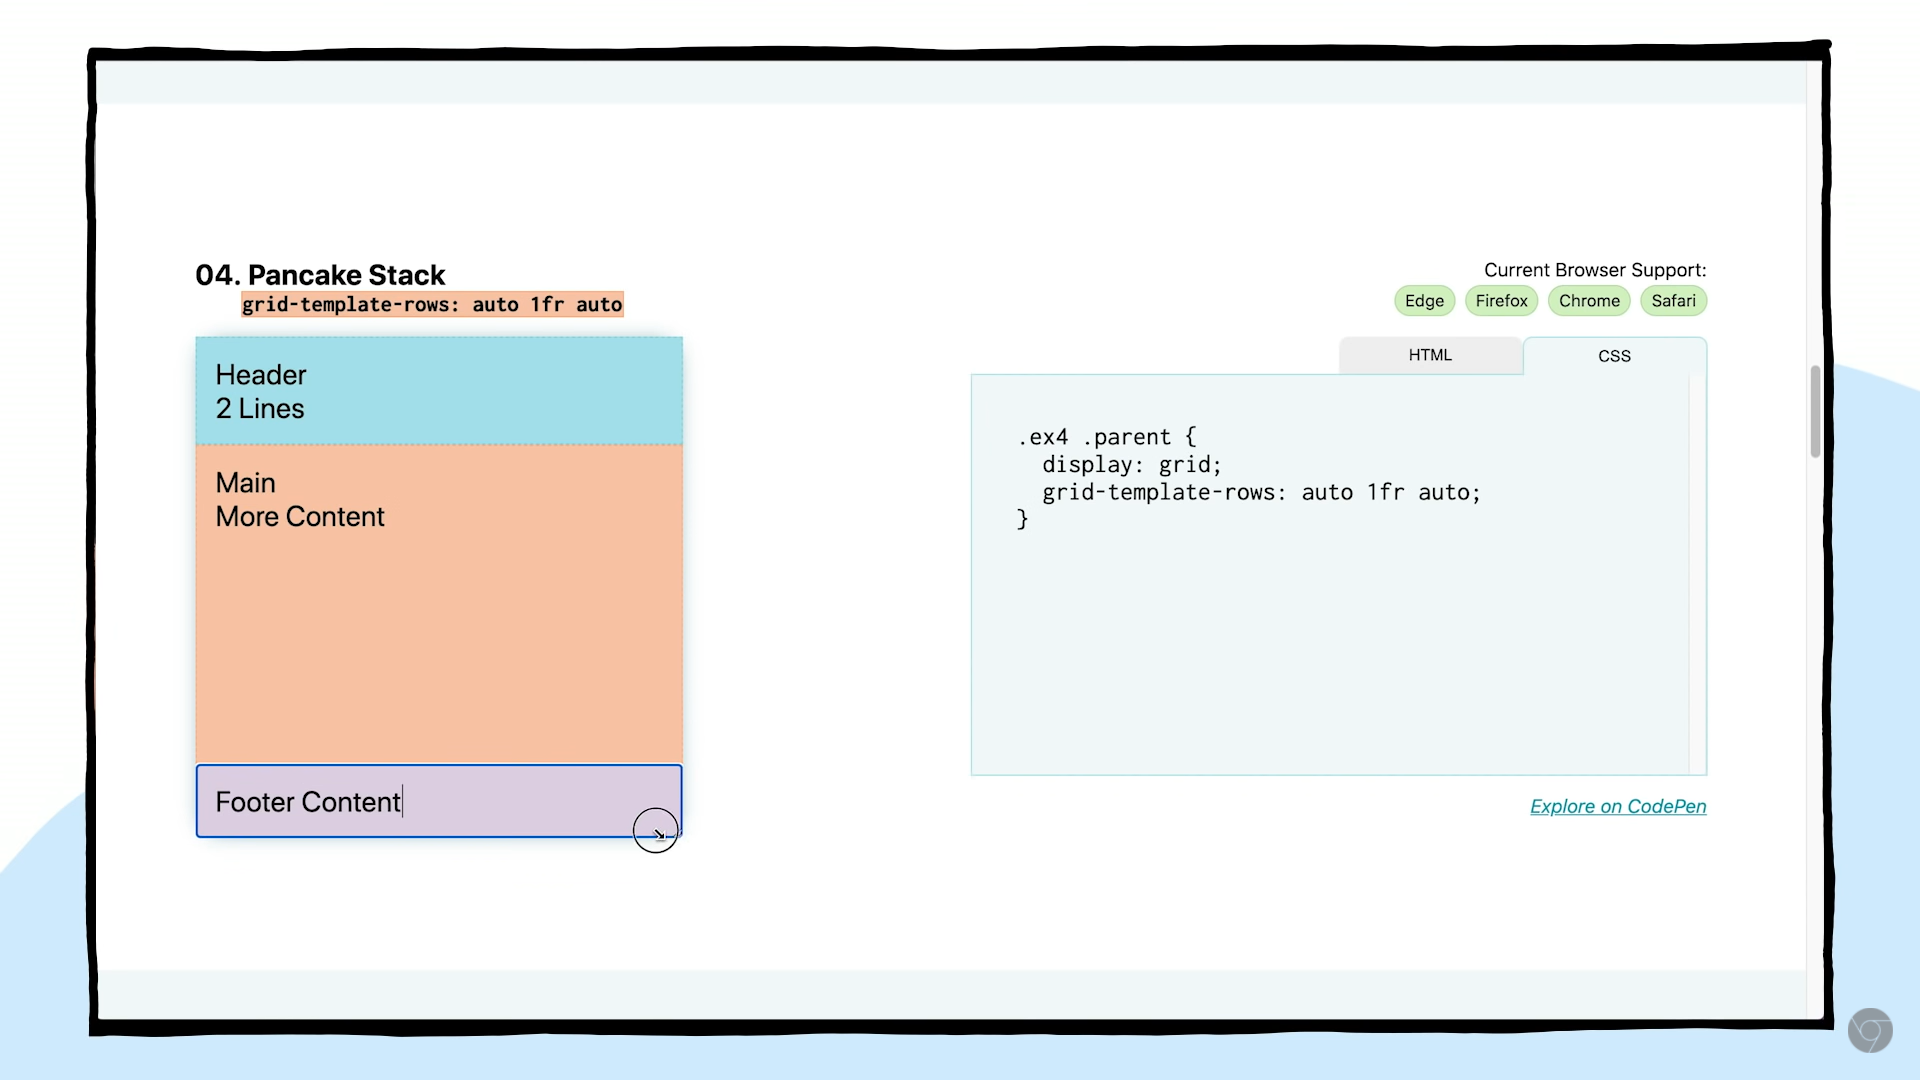 04. Pancake Stack
grid-template-rows: auto 1fr auto
Header
2 Lines
Main
More Content
Footer Content
Current Browser Support:
Edge Firefox Chrome Safari
HTML CSS
.ex4 .parent {
  display: grid;
  grid-template-rows: auto 1fr auto;
}
Explore on CodePen